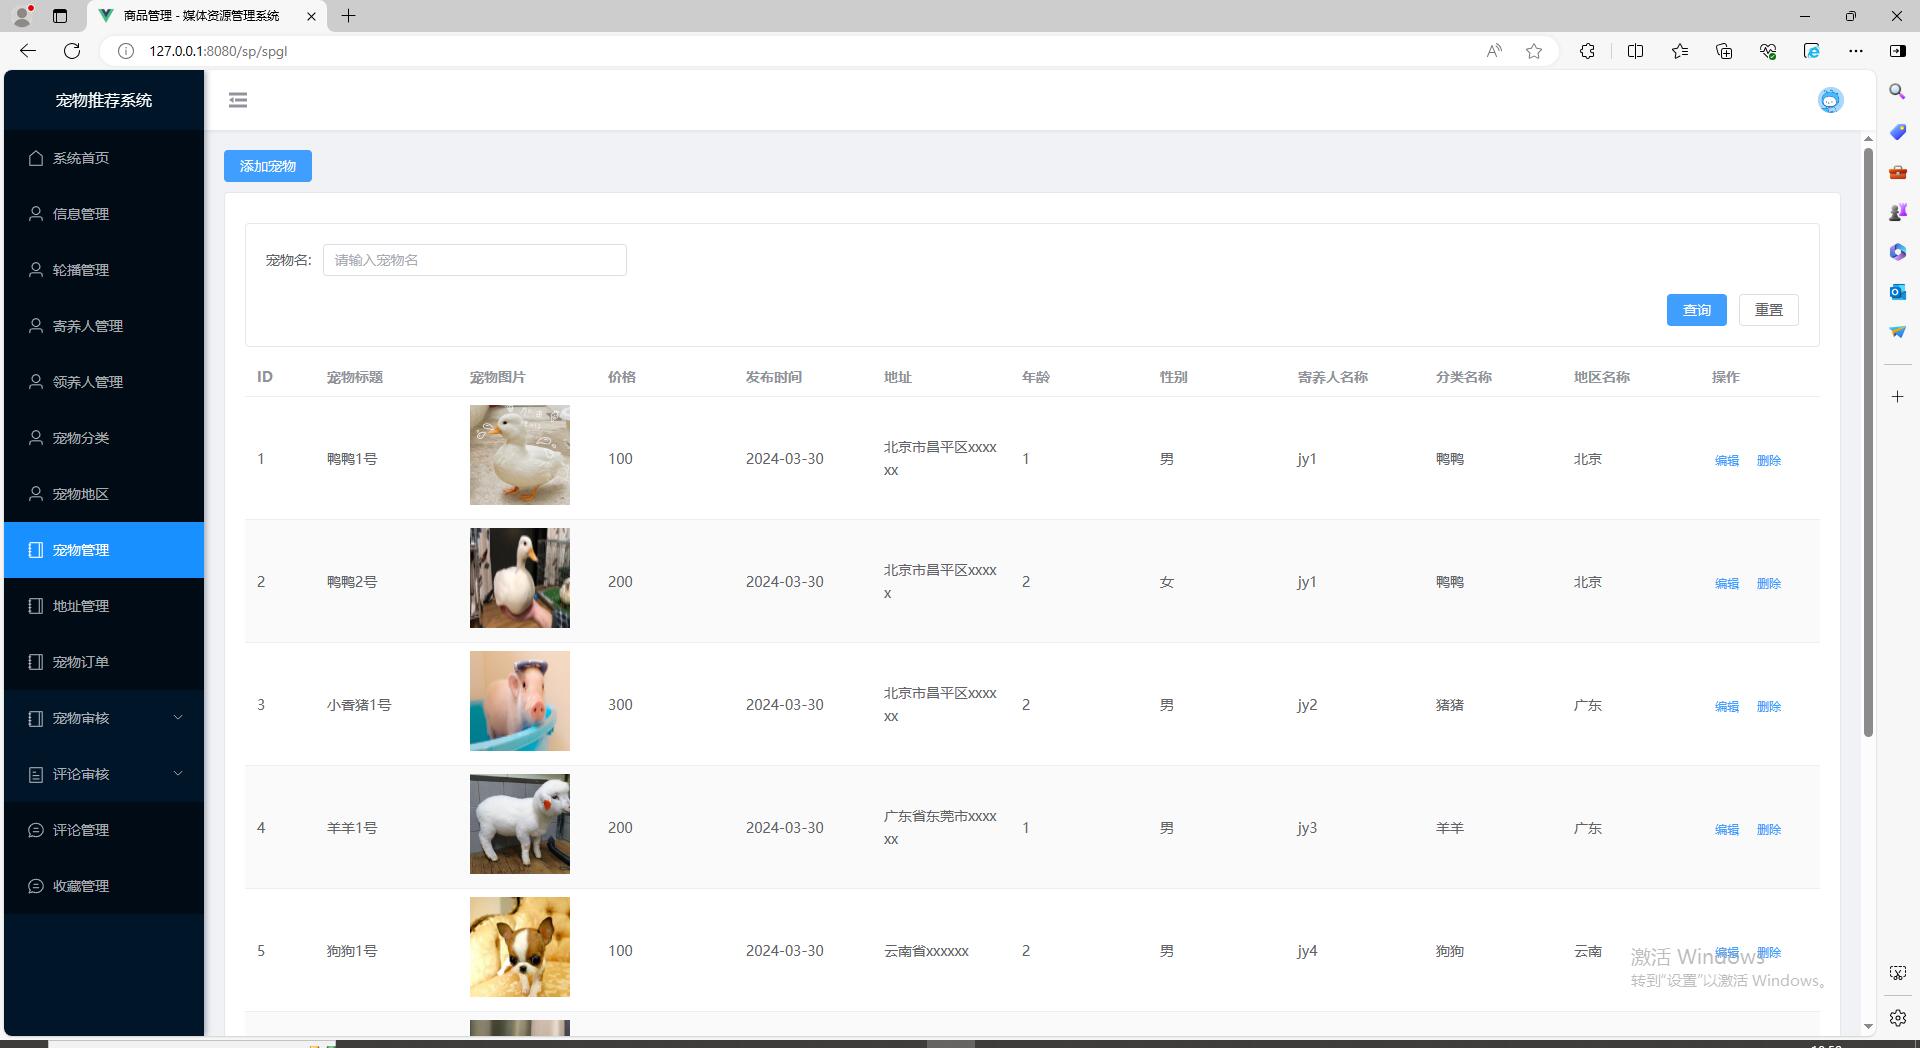 商品管理 - 媒体资源管理系统
127.0.0.1:8080/sp/spgl
宠物推荐系统
系统首页
信息管理
轮播管理
寄养人管理
领养人管理
宠物分类
宠物地区
宠物管理
地址管理
宠物订单
宠物审核
评论审核
评论管理
收藏管理
添加宠物
宠物名: 请输入宠物名
查询 重置
ID 宠物标题 宠物图片 价格 发布时间 地址 年龄 性别 寄养人名称 分类名称 地区名称 操作
1 鸭鸭1号 100 2024-03-30 北京市昌平区xxxx
xx 1 男 jy1 鸭鸭 北京 编辑 删除
2 鸭鸭2号 200 2024-03-30 北京市昌平区xxxx
x 2 女 jy1 鸭鸭 北京 编辑 删除
3 小香猪1号 300 2024-03-30 北京市昌平区xxxx
xx 2 男 jy2 猪猪 广东 编辑 删除
4 羊羊1号 200 2024-03-30 广东省东莞市xxxx
xx 1 男 jy3 羊羊 广东 编辑 删除
5 狗狗1号 100 2024-03-30 云南省xxxxxx 2 男 jy4 狗狗 云南 编辑 删除
激活 Windows
转到"设置"以激活 Windows。